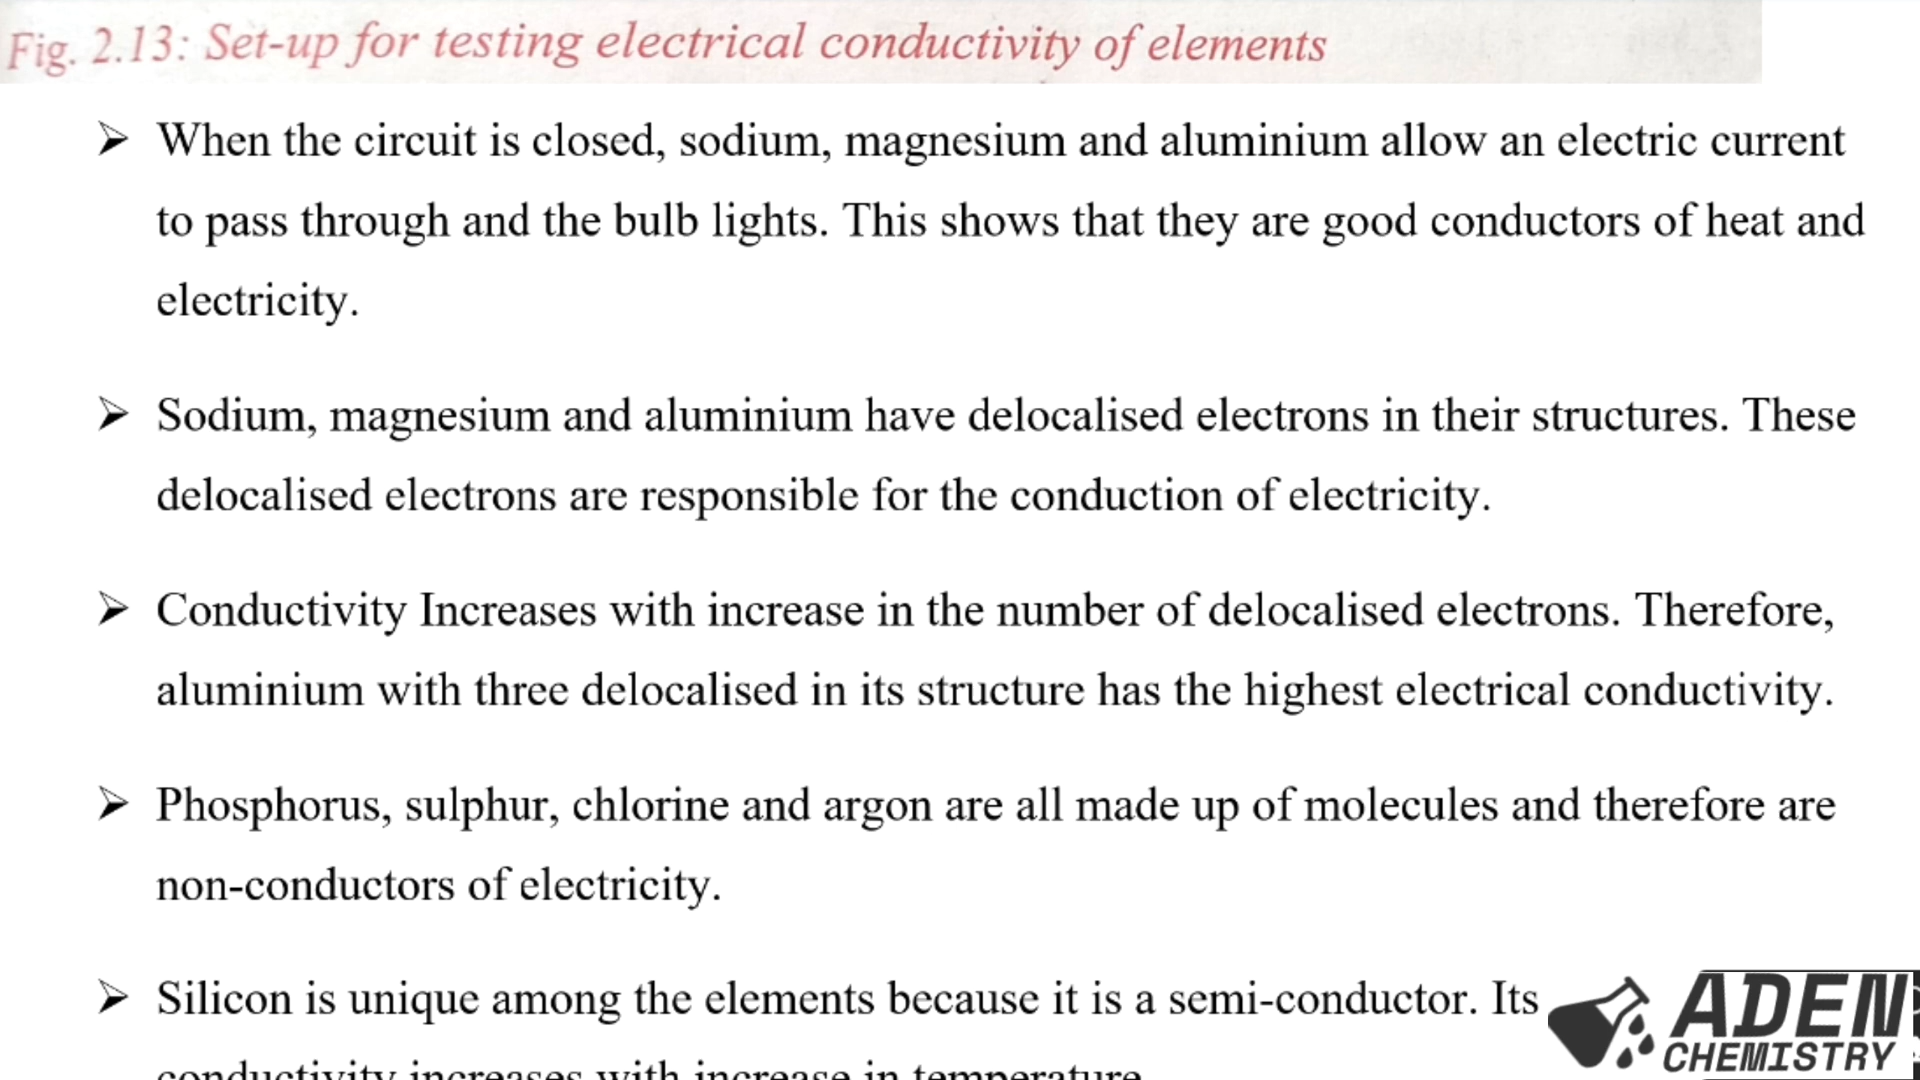 Fig. 2.13: Set-up for testing electrical conductivity of elements
➢ When the circuit is closed, sodium, magnesium and aluminium allow an electric current
to pass through and the bulb lights. This shows that they are good conductors of heat and
electricity.
➢ Sodium, magnesium and aluminium have delocalised electrons in their structures. These
delocalised electrons are responsible for the conduction of electricity.
➢ Conductivity Increases with increase in the number of delocalised electrons. Therefore,
aluminium with three delocalised in its structure has the highest electrical conductivity.
➢ Phosphorus, sulphur, chlorine and argon are all made up of molecules and therefore are
non-conductors of electricity.
➢ Silicon is unique among the elements because it is a semi-conductor. Its
conductivity increases with increase in temperature.
ADEN
CHEMISTRY